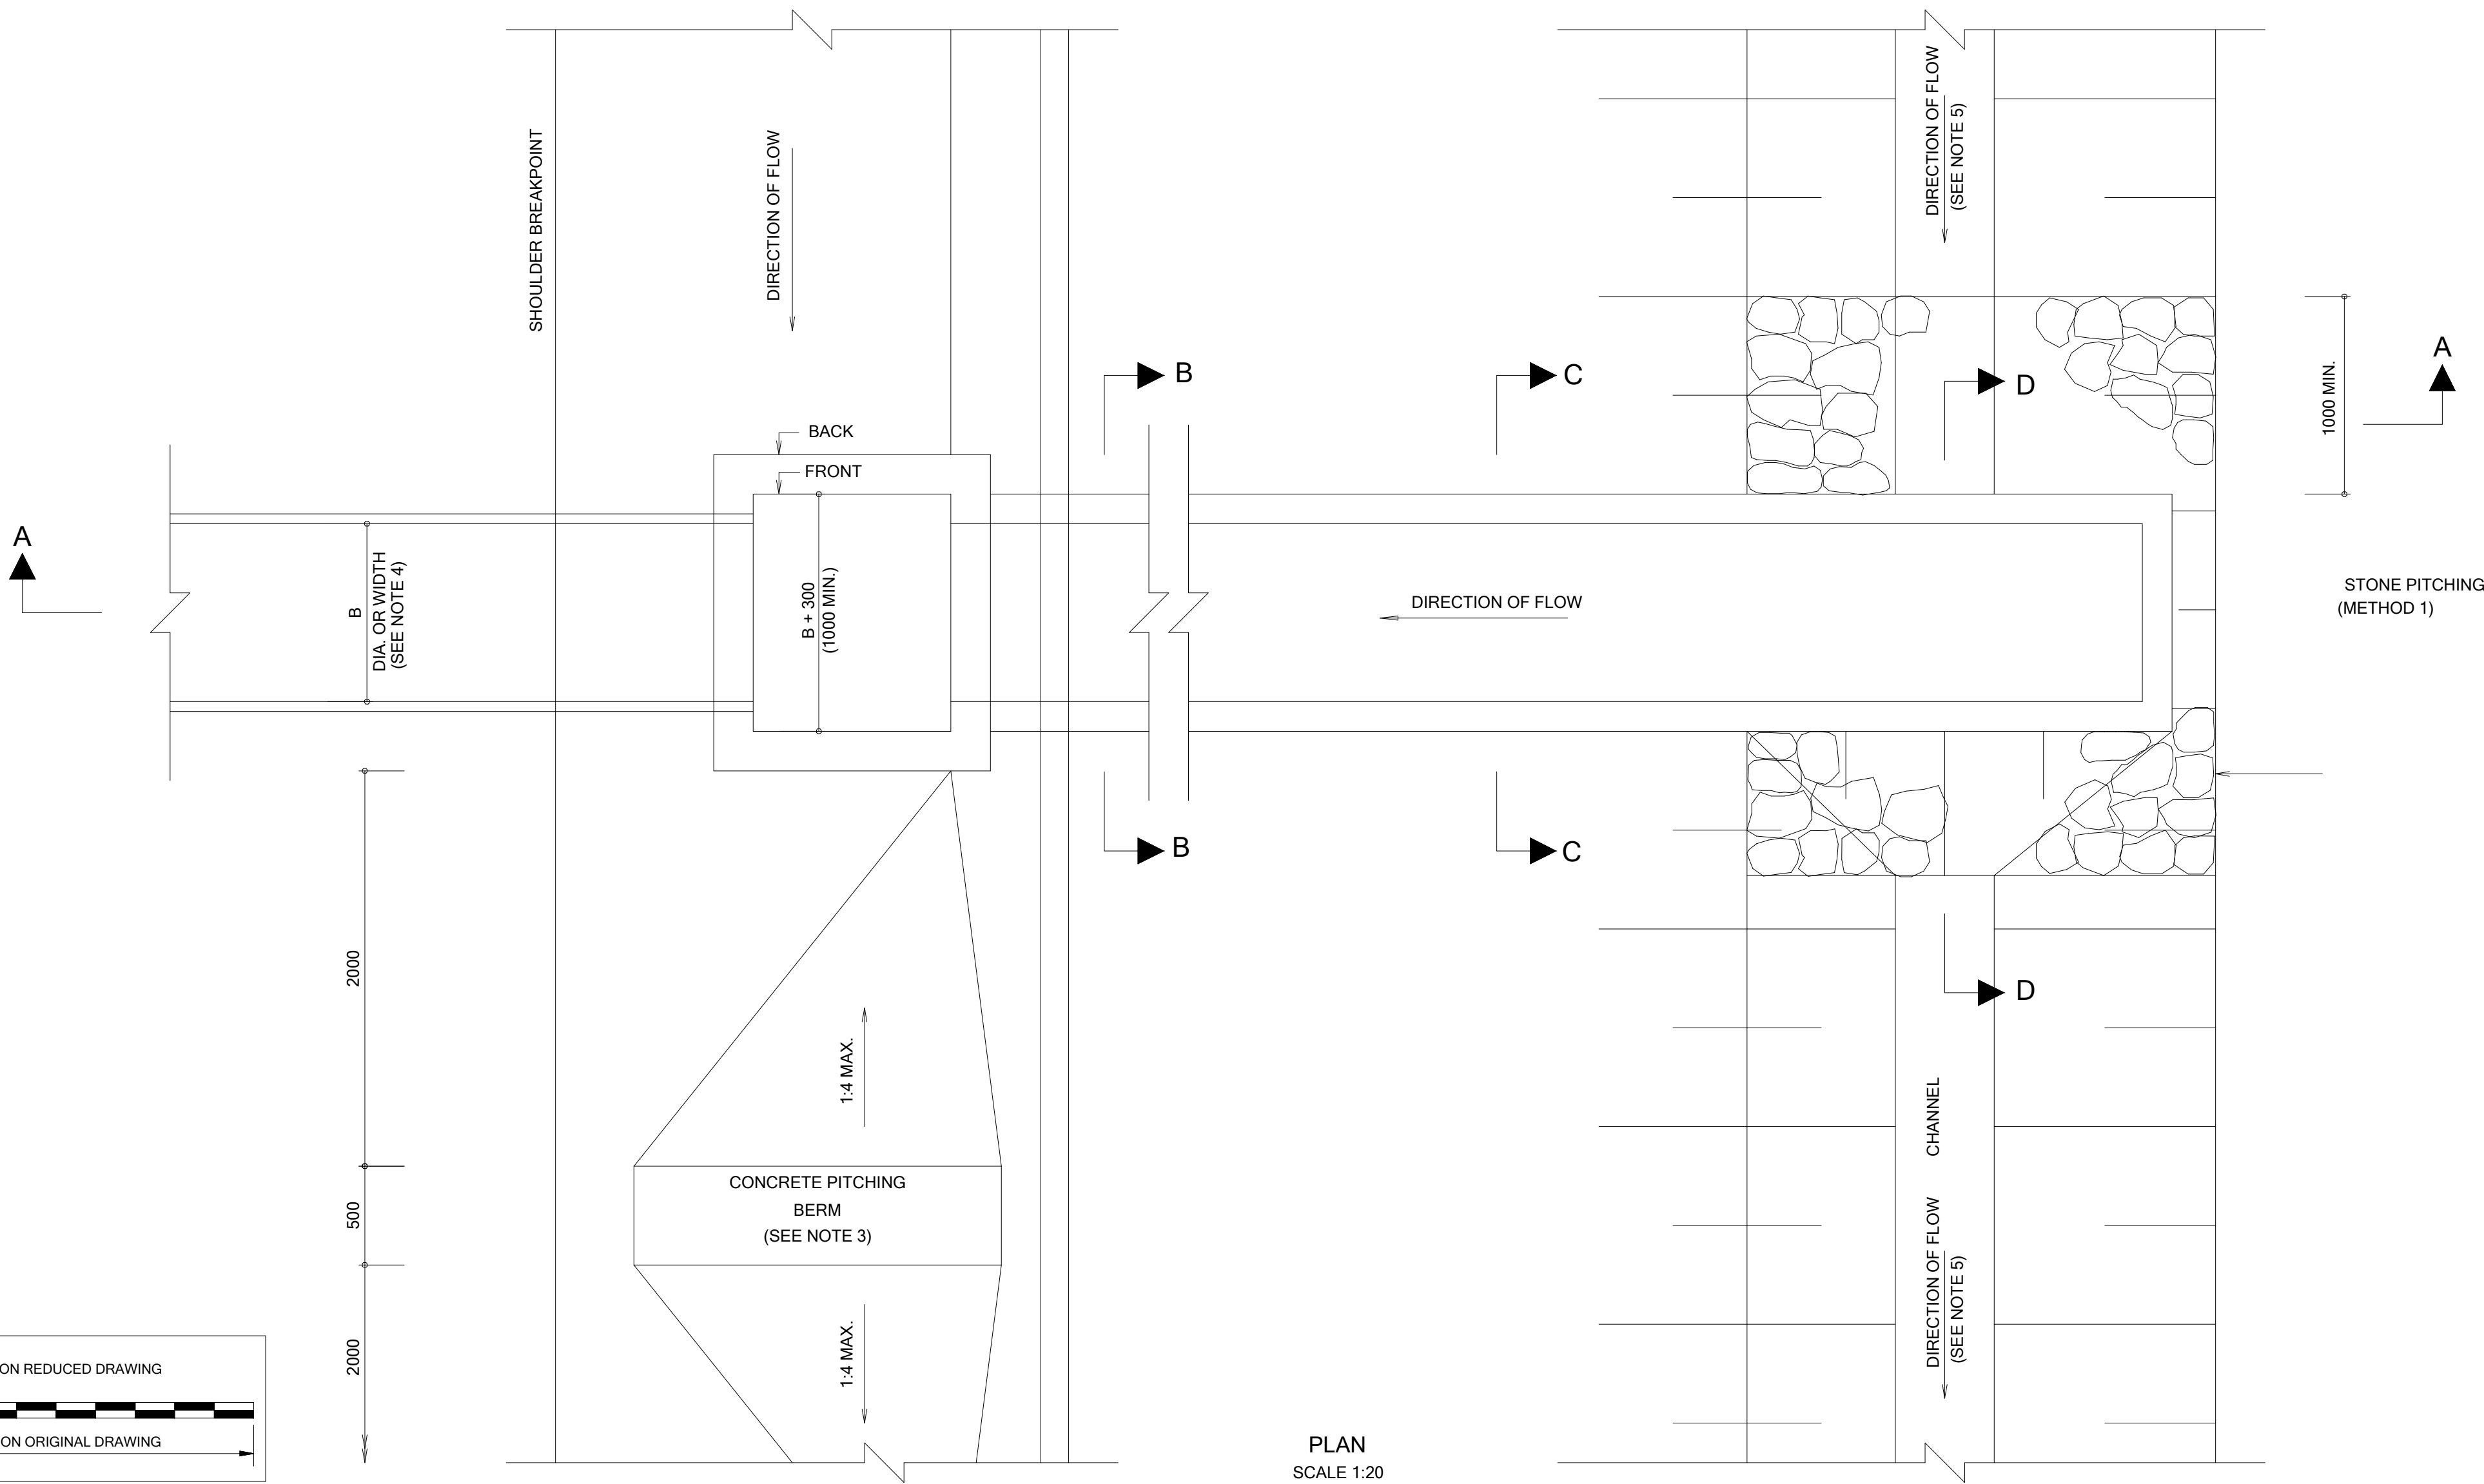 SHOULDER BREAKPOINT
DIRECTION OF FLOW
DIRECTION OF FLOW
(SEE NOTE 5)
B
C
D
A
1000 MIN.
BACK
FRONT
A
B
DIA. OR WIDTH
(SEE NOTE 4)
B + 300
(1000 MIN.)
DIRECTION OF FLOW
STONE PITCHING
(METHOD 1)
B
C
D
2000
1:4 MAX.
CHANNEL
CONCRETE PITCHING
BERM
(SEE NOTE 3)
500
DIRECTION OF FLOW
(SEE NOTE 5)
2000
1:4 MAX.
ON REDUCED DRAWING
ON ORIGINAL DRAWING
PLAN
SCALE 1:20